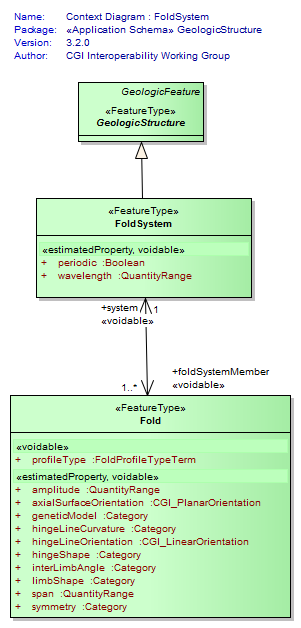 Name: Context Diagram : FoldSystem
Package: «Application Schema» GeologicStructure
Version: 3.2.0
Author: CGI Interoperability Working Group
GeologicFeature
«FeatureType»
GeologicStructure
«FeatureType»
FoldSystem
«estimatedProperty, voidable»
+ periodic :Boolean
+ wavelength :QuantityRange
+system 1
«voidable»
+foldSystemMember
1..* «voidable»
«FeatureType»
Fold
«voidable»
+ profileType :FoldProfileTypeTerm
«estimatedProperty, voidable»
+ amplitude :QuantityRange
+ axialSurfaceOrientation :CGI_PlanarOrientation
+ geneticModel :Category
+ hingeLineCurvature :Category
+ hingeLineOrientation :CGI_LinearOrientation
+ hingeShape :Category
+ interLimbAngle :Category
+ limbShape :Category
+ span :QuantityRange
+ symmetry :Category